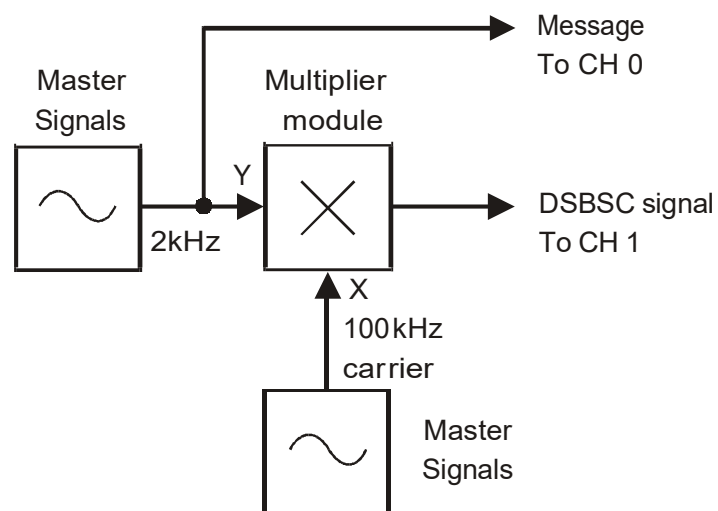 Message
To CH 0
Master
Signals
Multiplier
module
Y
2kHz
DSBSC signal
To CH 1
X
100kHz
carrier
Master
Signals